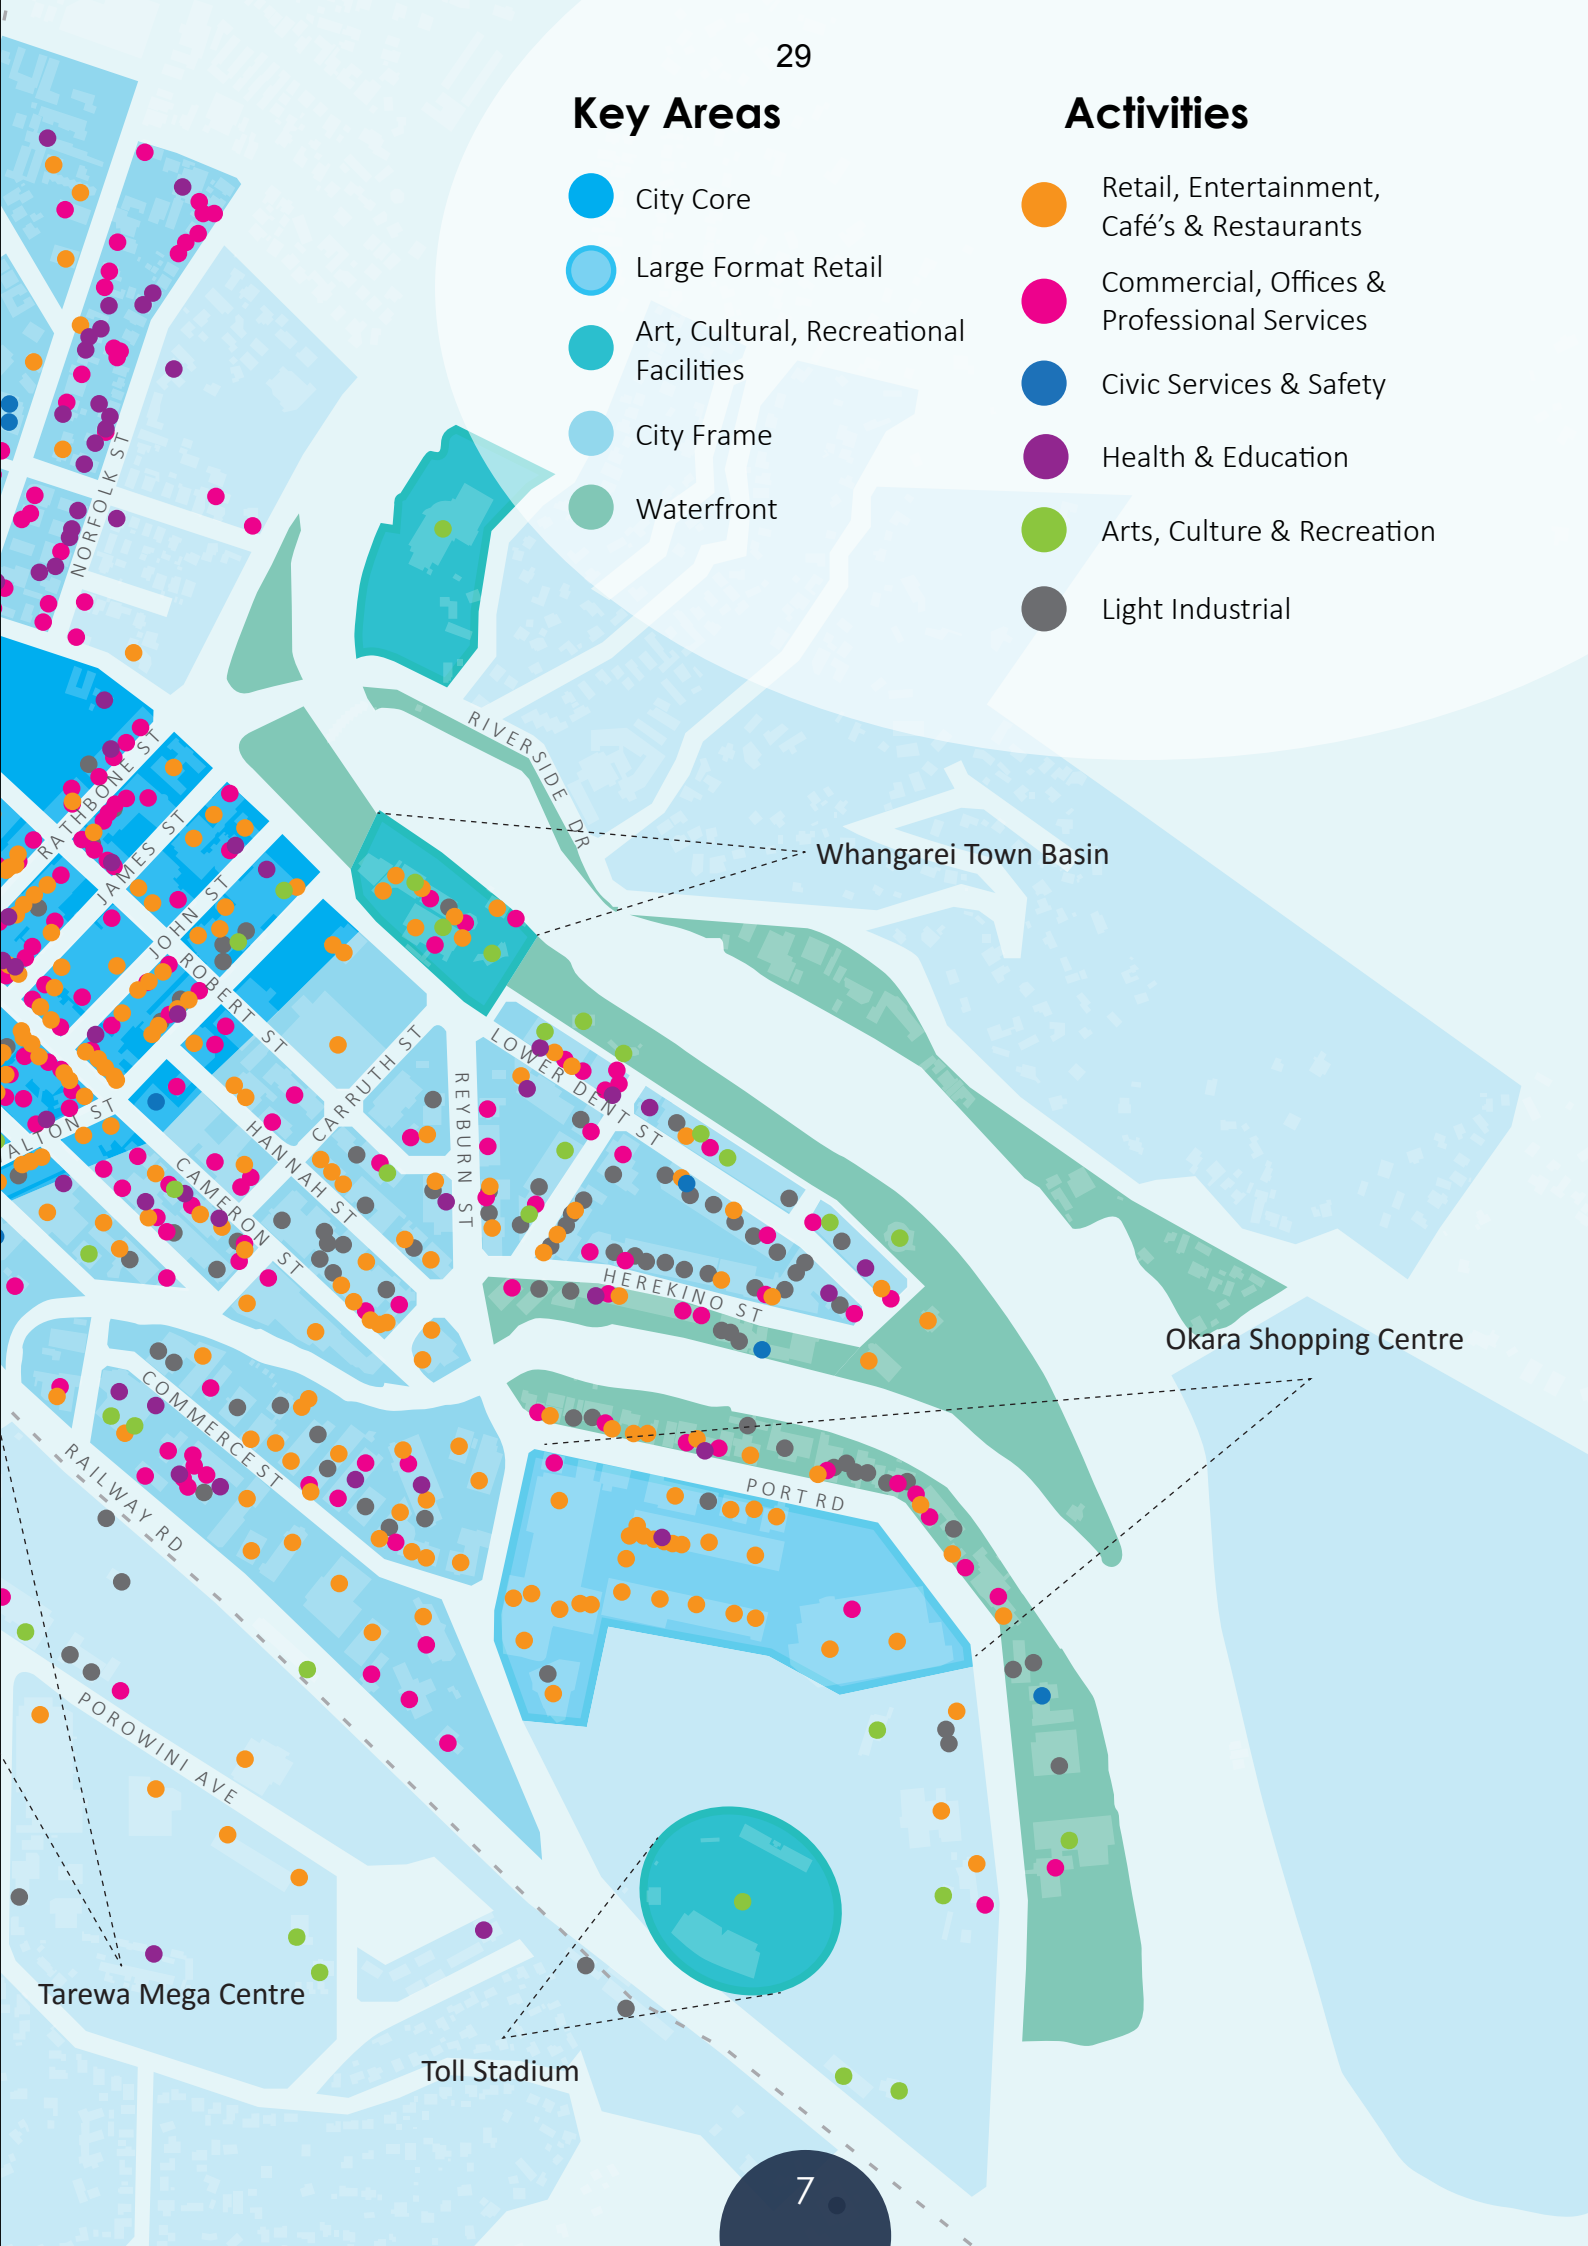 29
Key Areas
City Core
Large Format Retail
Art, Cultural, Recreational
Facilities
City Frame
Waterfront
Activities
Retail, Entertainment,
Café's & Restaurants
Commercial, Offices &
Professional Services
Civic Services & Safety
Health & Education
Arts, Culture & Recreation
Light Industrial
NORFOLK ST
RIVERSIDE DR
RATHBONE ST
JAMES ST
JOHN ST
ROBERT ST
Whangarei Town Basin
CARRUTH ST
REYBURN ST
LOWER DENT ST
ALTON ST
HANNAH ST
CAMERON ST
HEREKINO ST
Okara Shopping Centre
COMMERCE ST
RAILWAY RD
PORT RD
POROWINI AVE
Tarewa Mega Centre
Toll Stadium
7